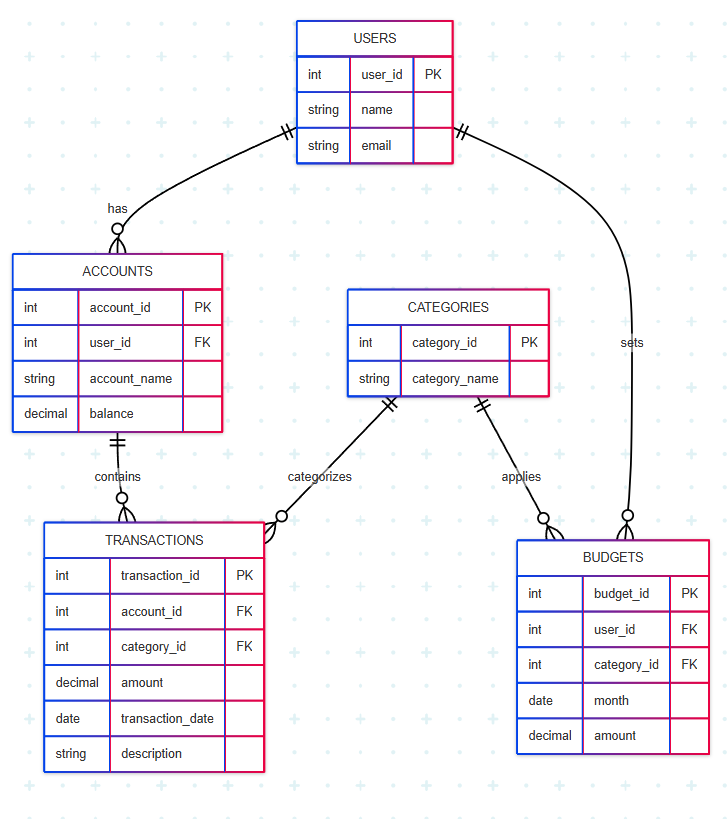 USERS
int user_id PK
string name
string email
has
ACCOUNTS
int account_id PK
int user_id FK
string account_name
decimal balance
CATEGORIES
int category_id PK
string category_name
sets
contains
categorizes
applies
TRANSACTIONS
int transaction_id PK
int account_id FK
int category_id FK
decimal amount
date transaction_date
string description
BUDGETS
int budget_id PK
int user_id FK
int category_id FK
date month
decimal amount